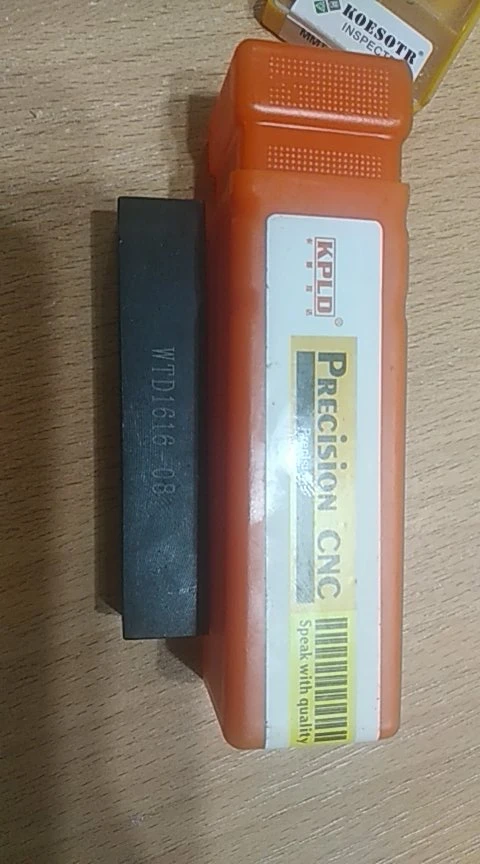 KOESOTR®
INSPECT
KPLD®
PRECISION CNC
Speak with quality
WTD1616-08